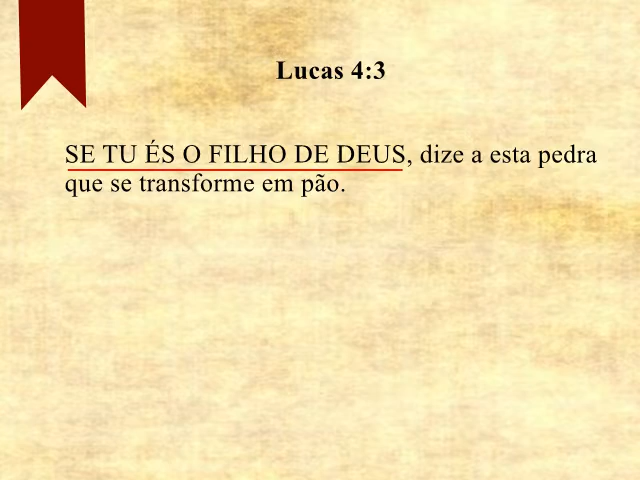 Lucas 4:3
SE TU ÉS O FILHO DE DEUS, dize a esta pedra
que se transforme em pão.